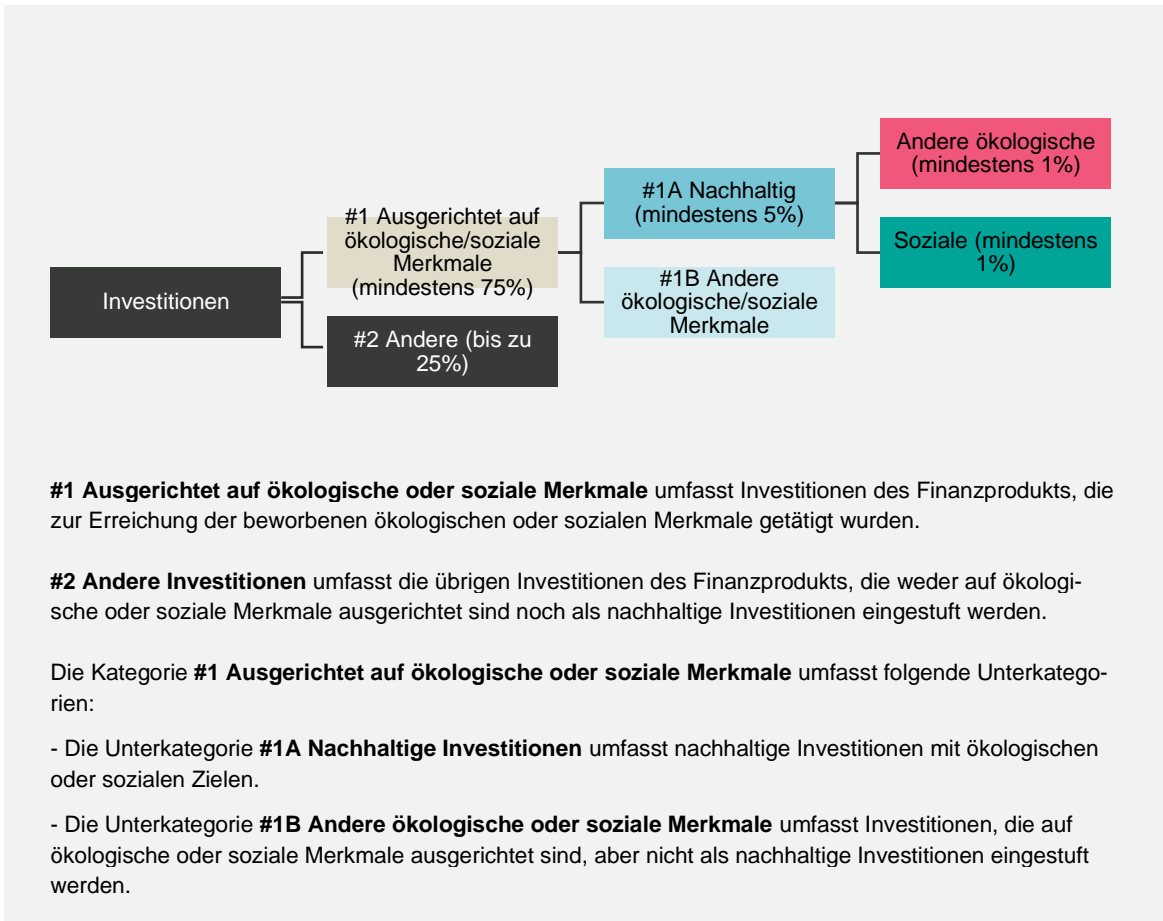 Investitionen
#1 Ausgerichtet auf
ökologische/soziale
Merkmale
(mindestens 75%)
#2 Andere (bis zu
25%)
#1A Nachhaltig
(mindestens 5%)
#1B Andere
ökologische/soziale
Merkmale
Andere ökologische
(mindestens 1%)
Soziale (mindestens
1%)
#1 Ausgerichtet auf ökologische oder soziale Merkmale umfasst Investitionen des Finanzprodukts, die
zur Erreichung der beworbenen ökologischen oder sozialen Merkmale getätigt wurden.
#2 Andere Investitionen umfasst die übrigen Investitionen des Finanzprodukts, die weder auf ökologi-
sche oder soziale Merkmale ausgerichtet sind noch als nachhaltige Investitionen eingestuft werden.
Die Kategorie #1 Ausgerichtet auf ökologische oder soziale Merkmale umfasst folgende Unterkatego-
rien:
- Die Unterkategorie #1A Nachhaltige Investitionen umfasst nachhaltige Investitionen mit ökologischen
oder sozialen Zielen.
- Die Unterkategorie #1B Andere ökologische oder soziale Merkmale umfasst Investitionen, die auf
ökologische oder soziale Merkmale ausgerichtet sind, aber nicht als nachhaltige Investitionen eingestuft
werden.